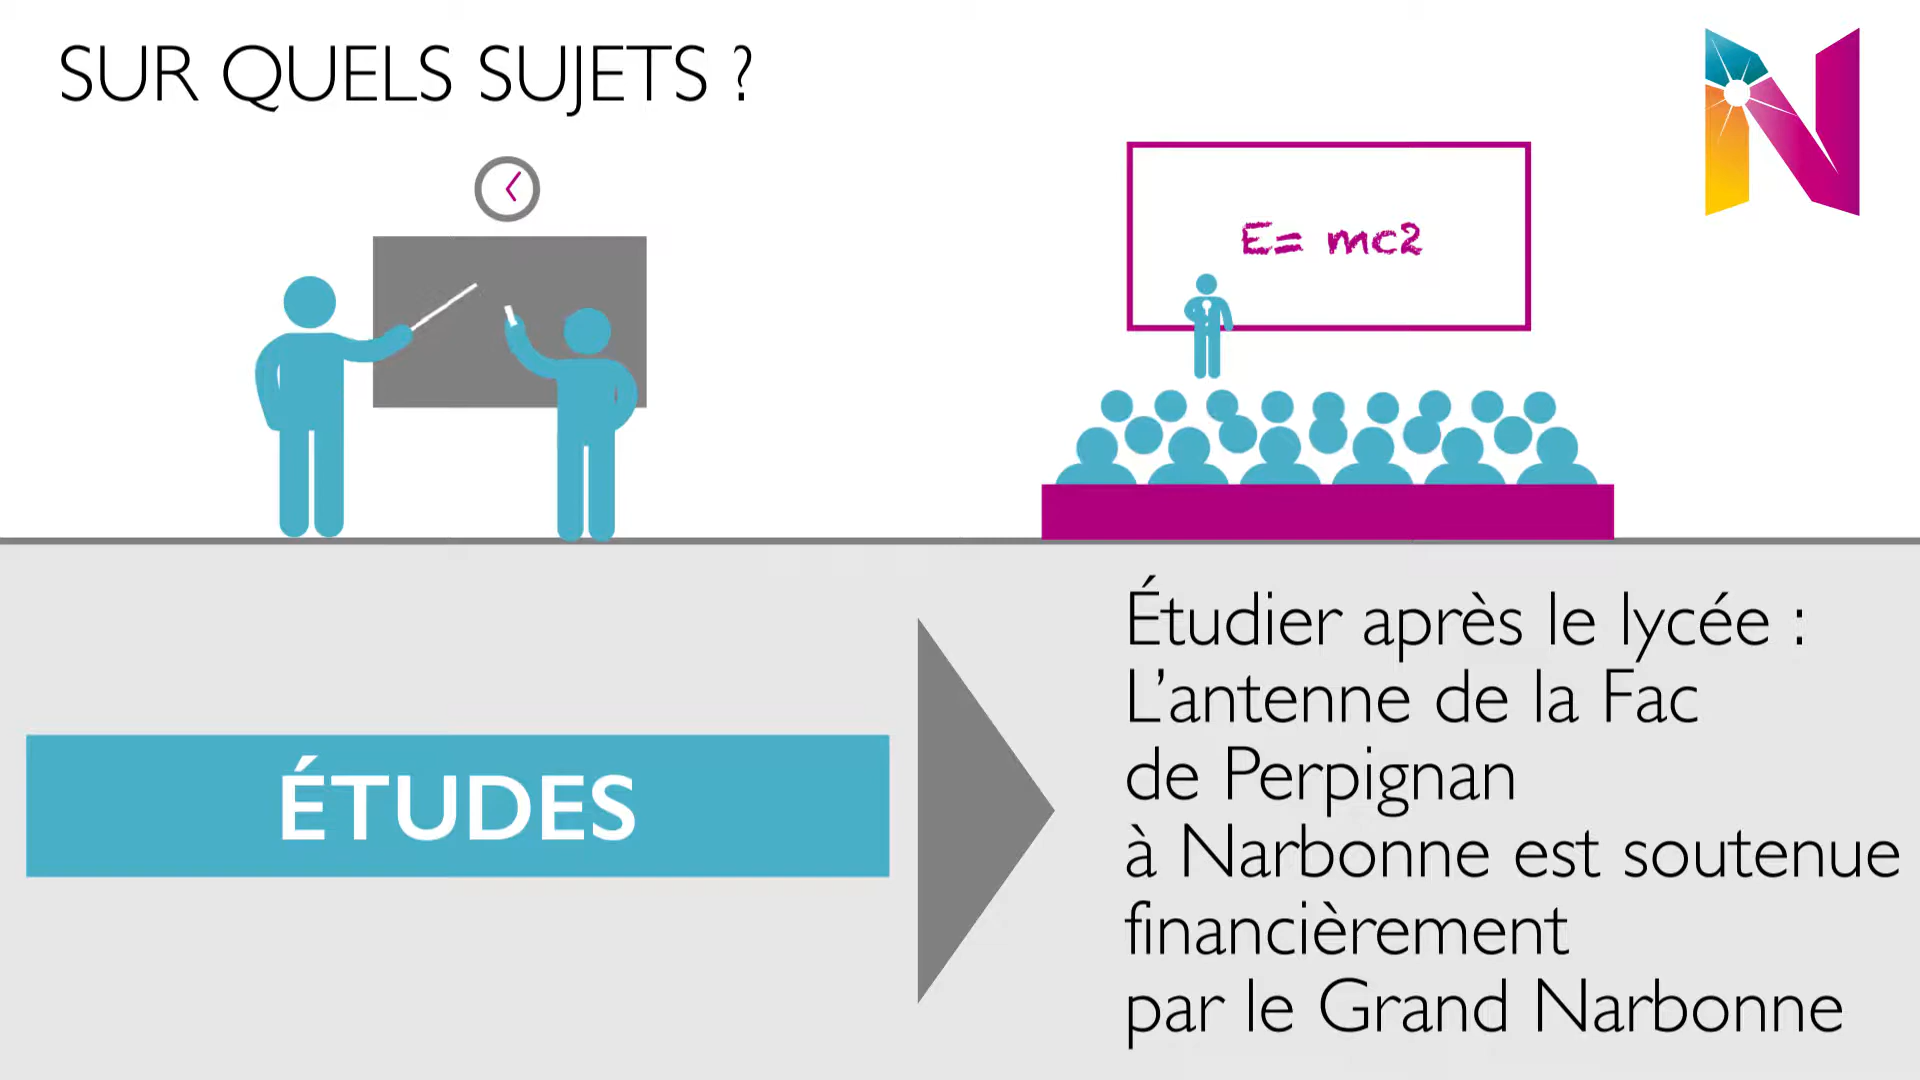 SUR QUELS SUJETS ?
E= mc2
ÉTUDES
Étudier après le lycée :
L’antenne de la Fac
de Perpignan
à Narbonne est soutenue
financièrement
par le Grand Narbonne